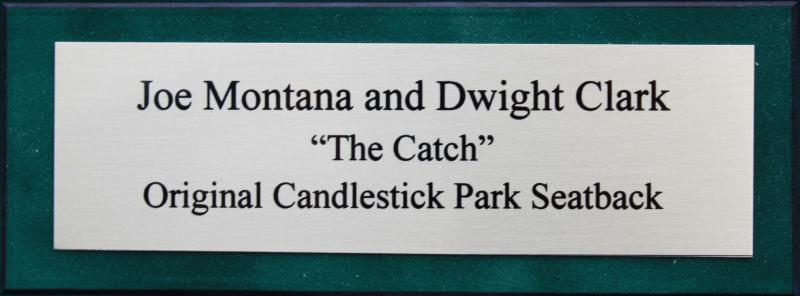 Joe Montana and Dwight Clark
“The Catch”
Original Candlestick Park Seatback